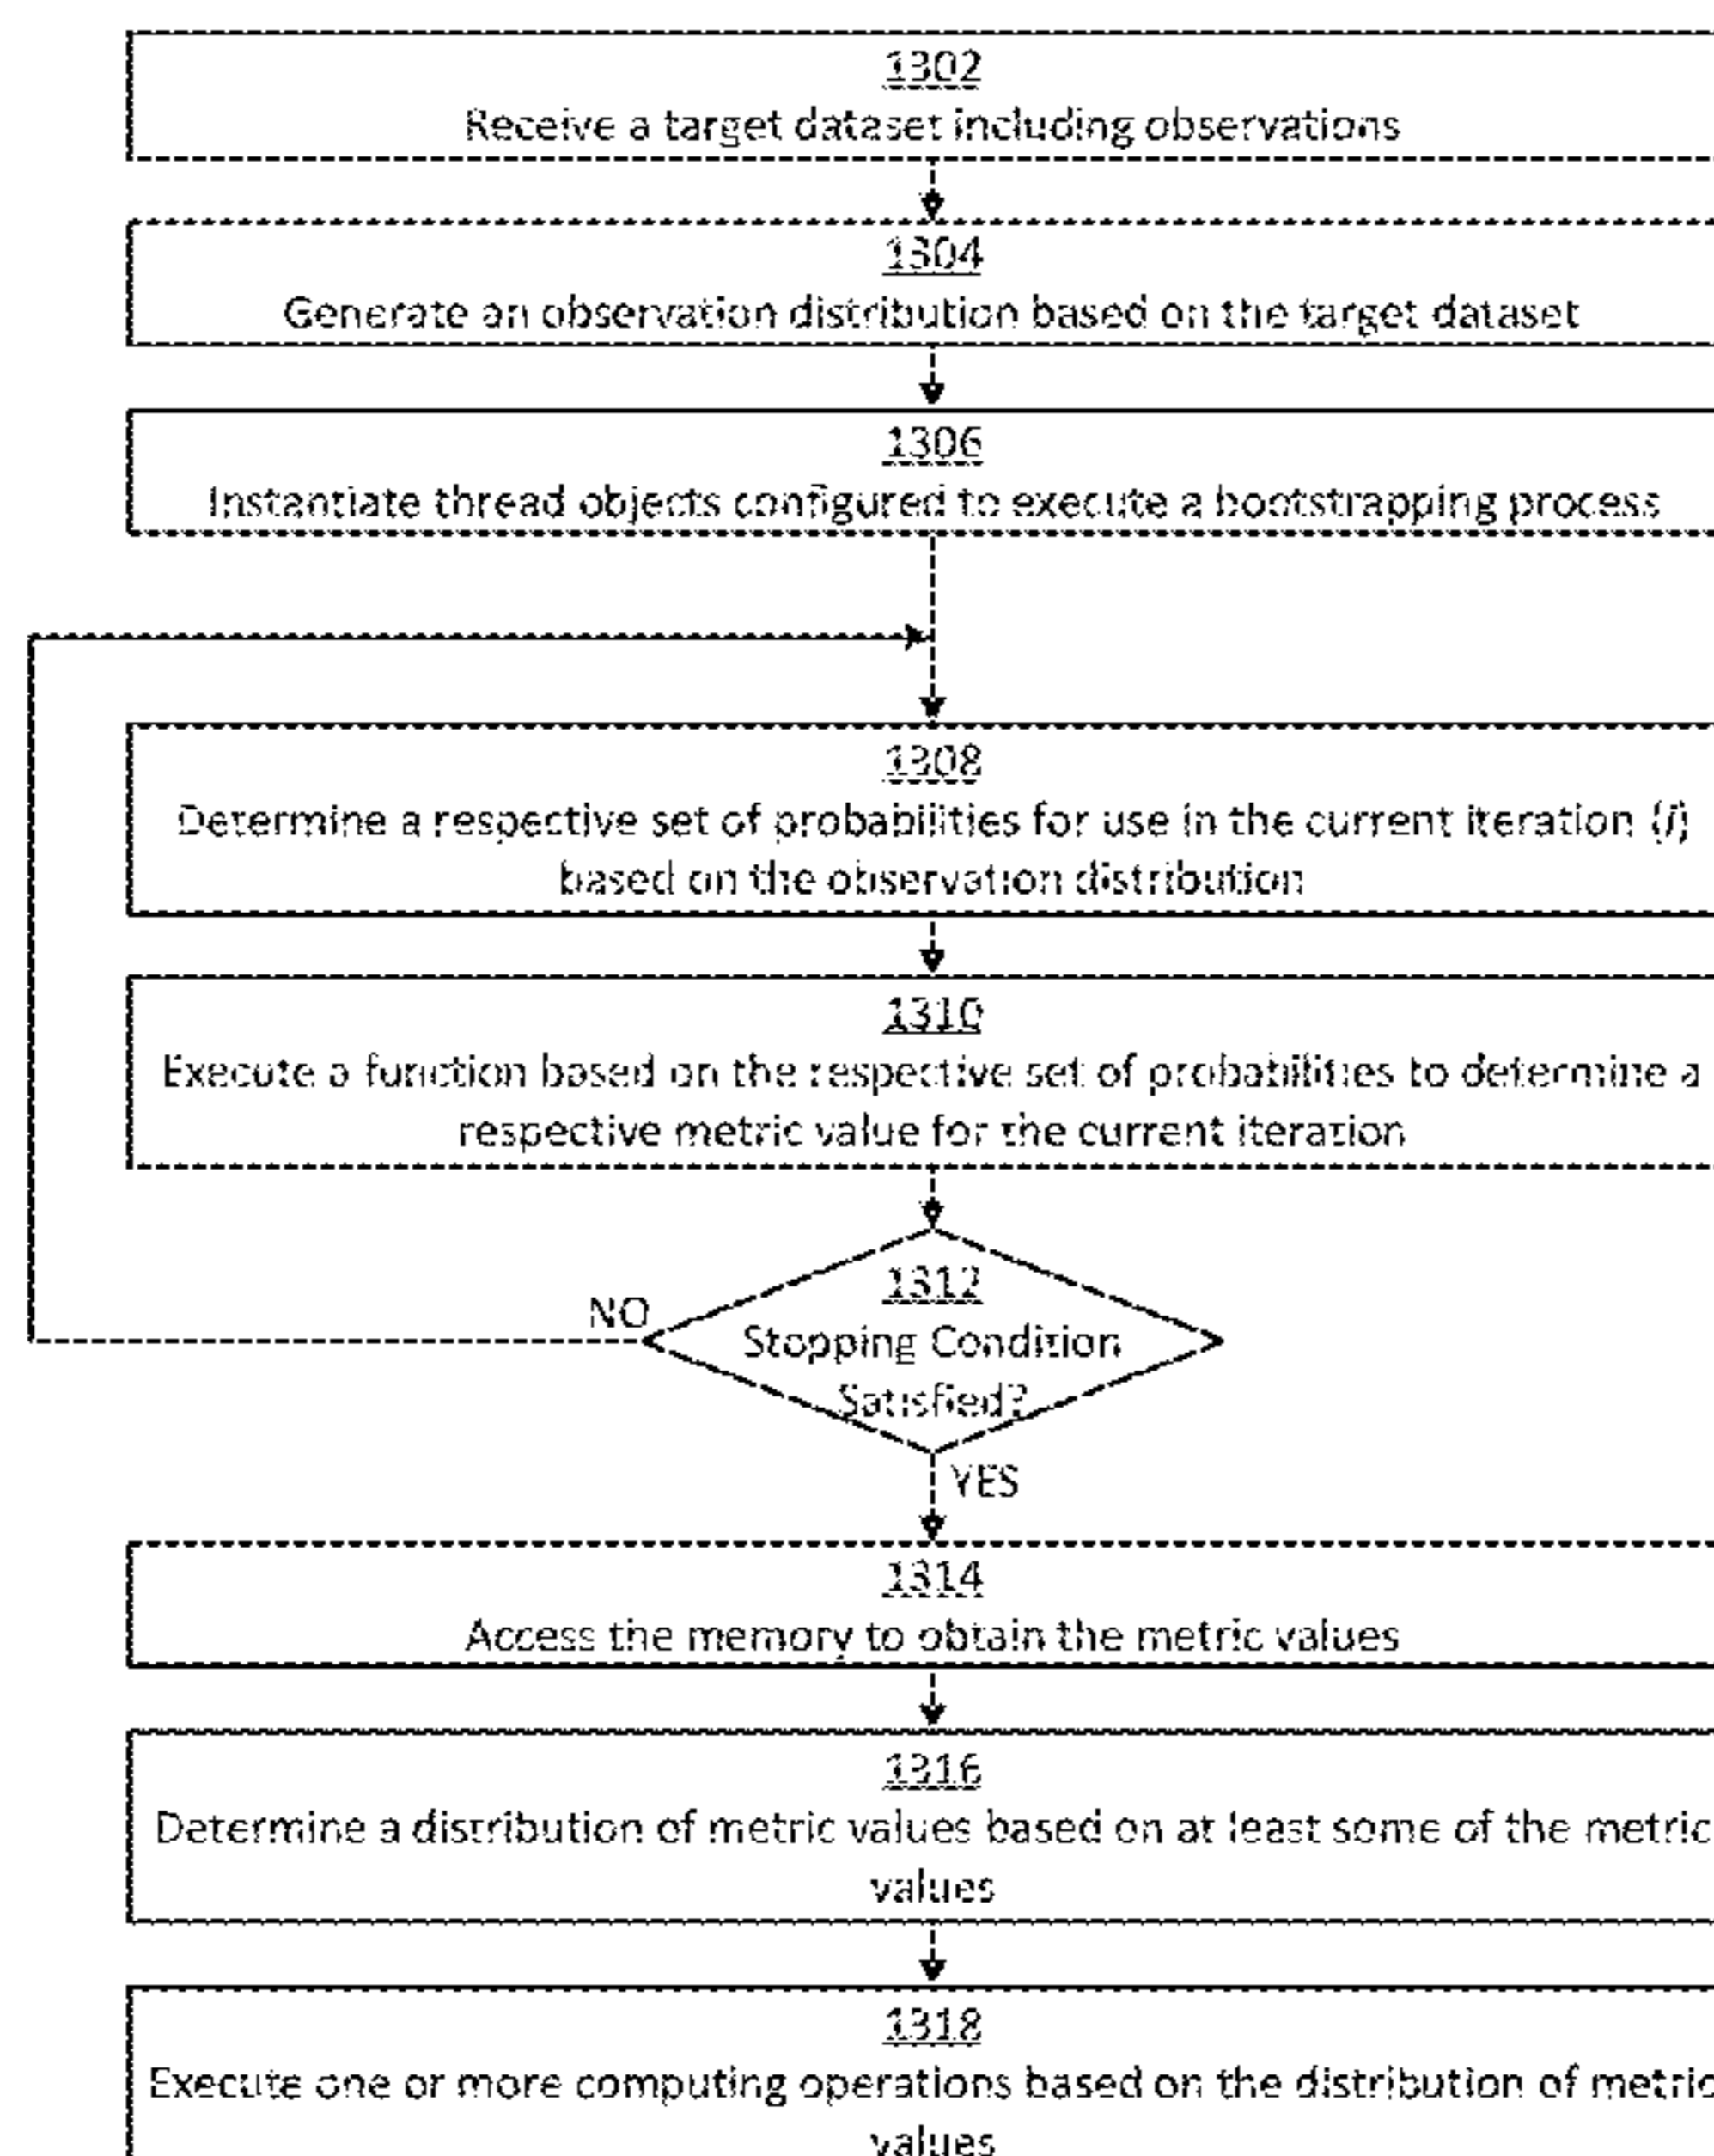 1302
Receive a target dataset including observations
1304
Generate an observation distribution based on the target dataset
1306
Instantiate thread objects configured to execute a bootstrapping process
1308
Determine a respective set of probabilities for use in the current iteration (i)
based on the observation distribution
1310
Execute a function based on the respective set of probabilities to determine a
respective metric value for the current iteration
1312
NO
Stopping Condition
Satisfied?
YES
1314
Access the memory to obtain the metric values
1316
Determine a distribution of metric values based on at least some of the metric
values
1318
Execute one or more computing operations based on the distribution of metric
values